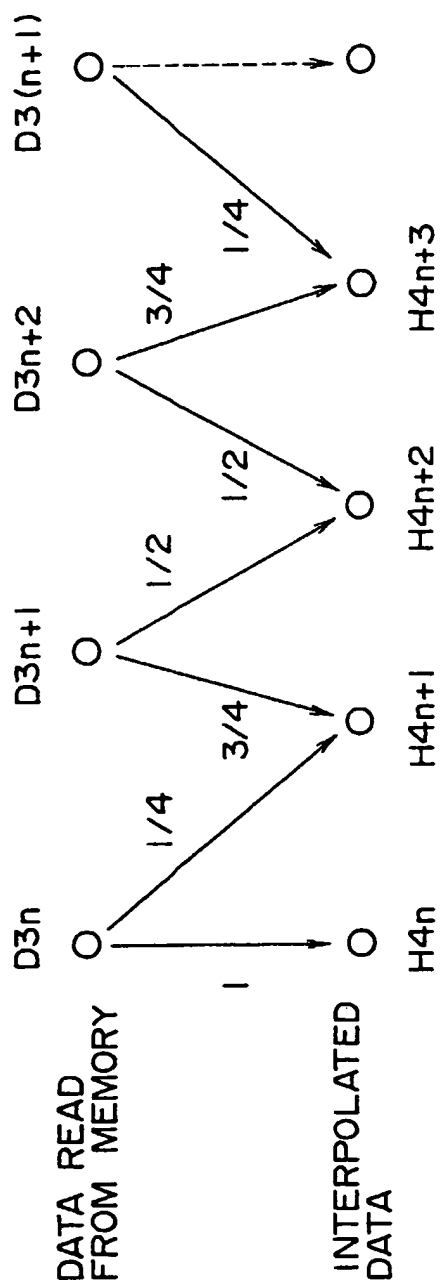 D3n
D3n+1
D3n+2
D3(n+1)
DATA READ
FROM MEMORY
1
1/4
3/4
1/2
1/2
3/4
1/4
INTERPOLATED
DATA
H4n
H4n+1
H4n+2
H4n+3